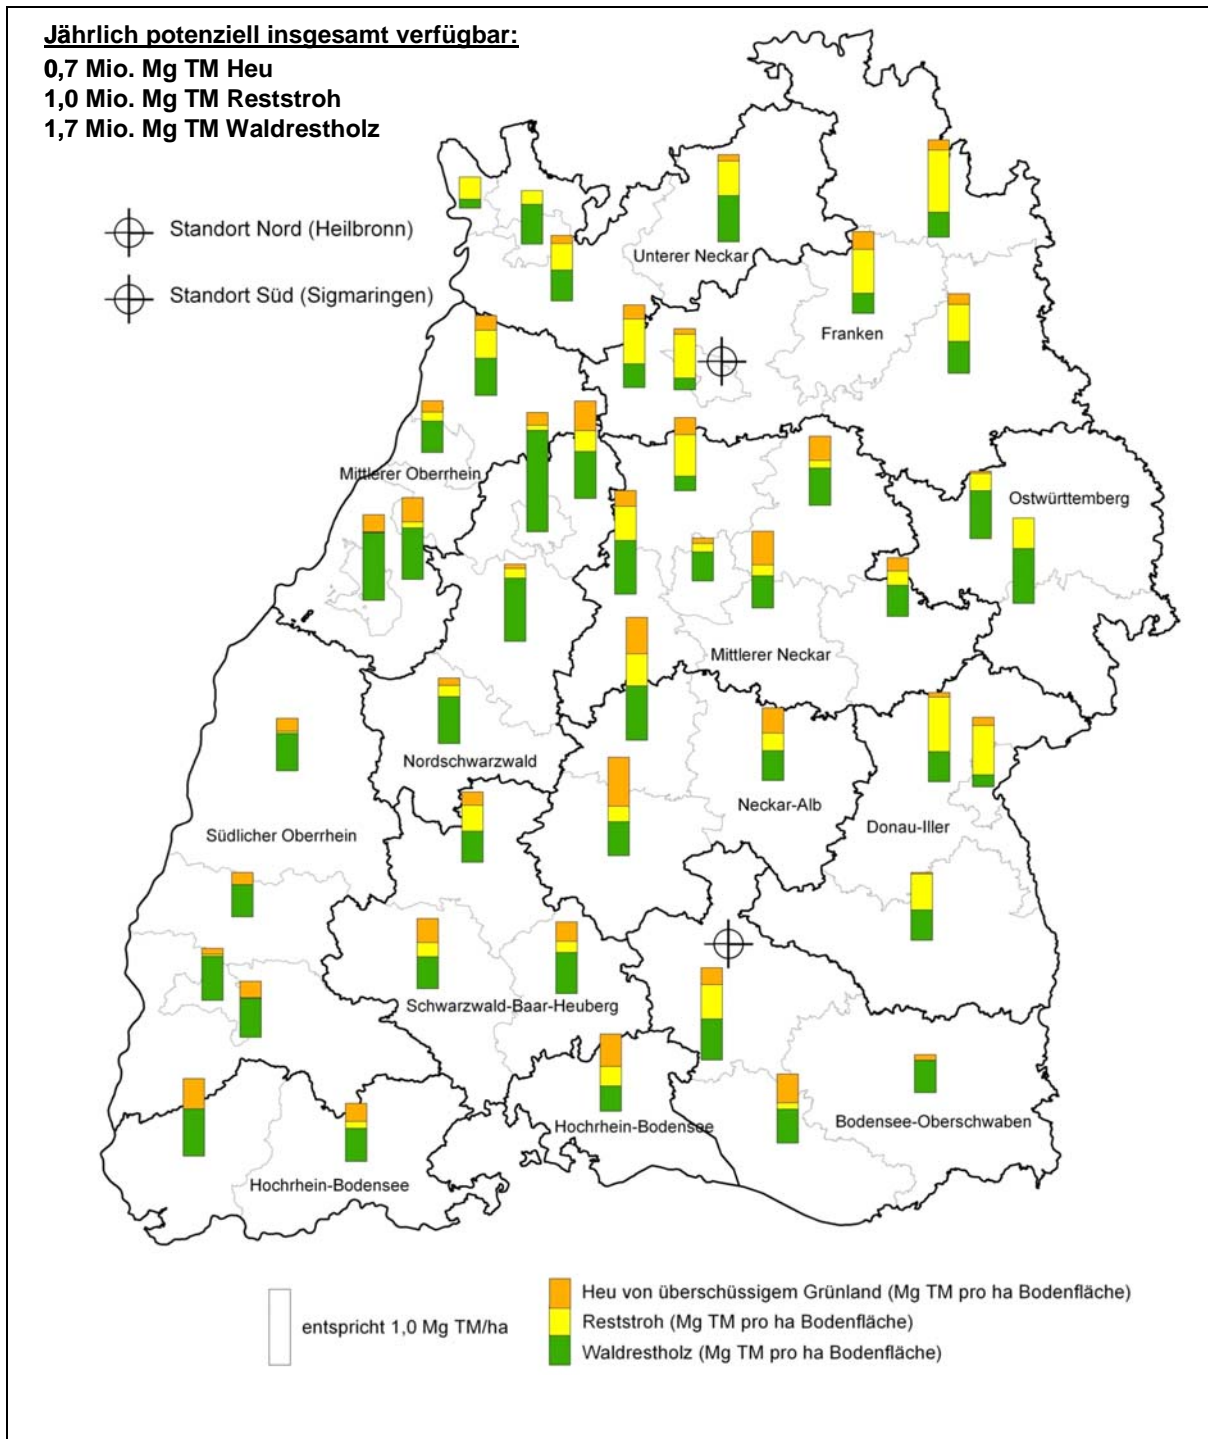 Jährlich potenziell insgesamt verfügbar:
0,7 Mio. Mg TM Heu
1,0 Mio. Mg TM Reststroh
1,7 Mio. Mg TM Waldrestholz
Standort Nord (Heilbronn)
Standort Süd (Sigmaringen)
Unterer Neckar
Franken
Mittlerer Oberrhein
Ostwürttemberg
Mittlerer Neckar
Nordschwarzwald
Neckar-Alb
Donau-Iller
Südlicher Oberrhein
Schwarzwald-Baar-Heuberg
Hochrhein-Bodensee
Bodensee-Oberschwaben
Hochrhein-Bodensee
entspricht 1,0 Mg TM/ha
Heu von überschüssigem Grünland (Mg TM pro ha Bodenfläche)
Reststroh (Mg TM pro ha Bodenfläche)
Waldrestholz (Mg TM pro ha Bodenfläche)